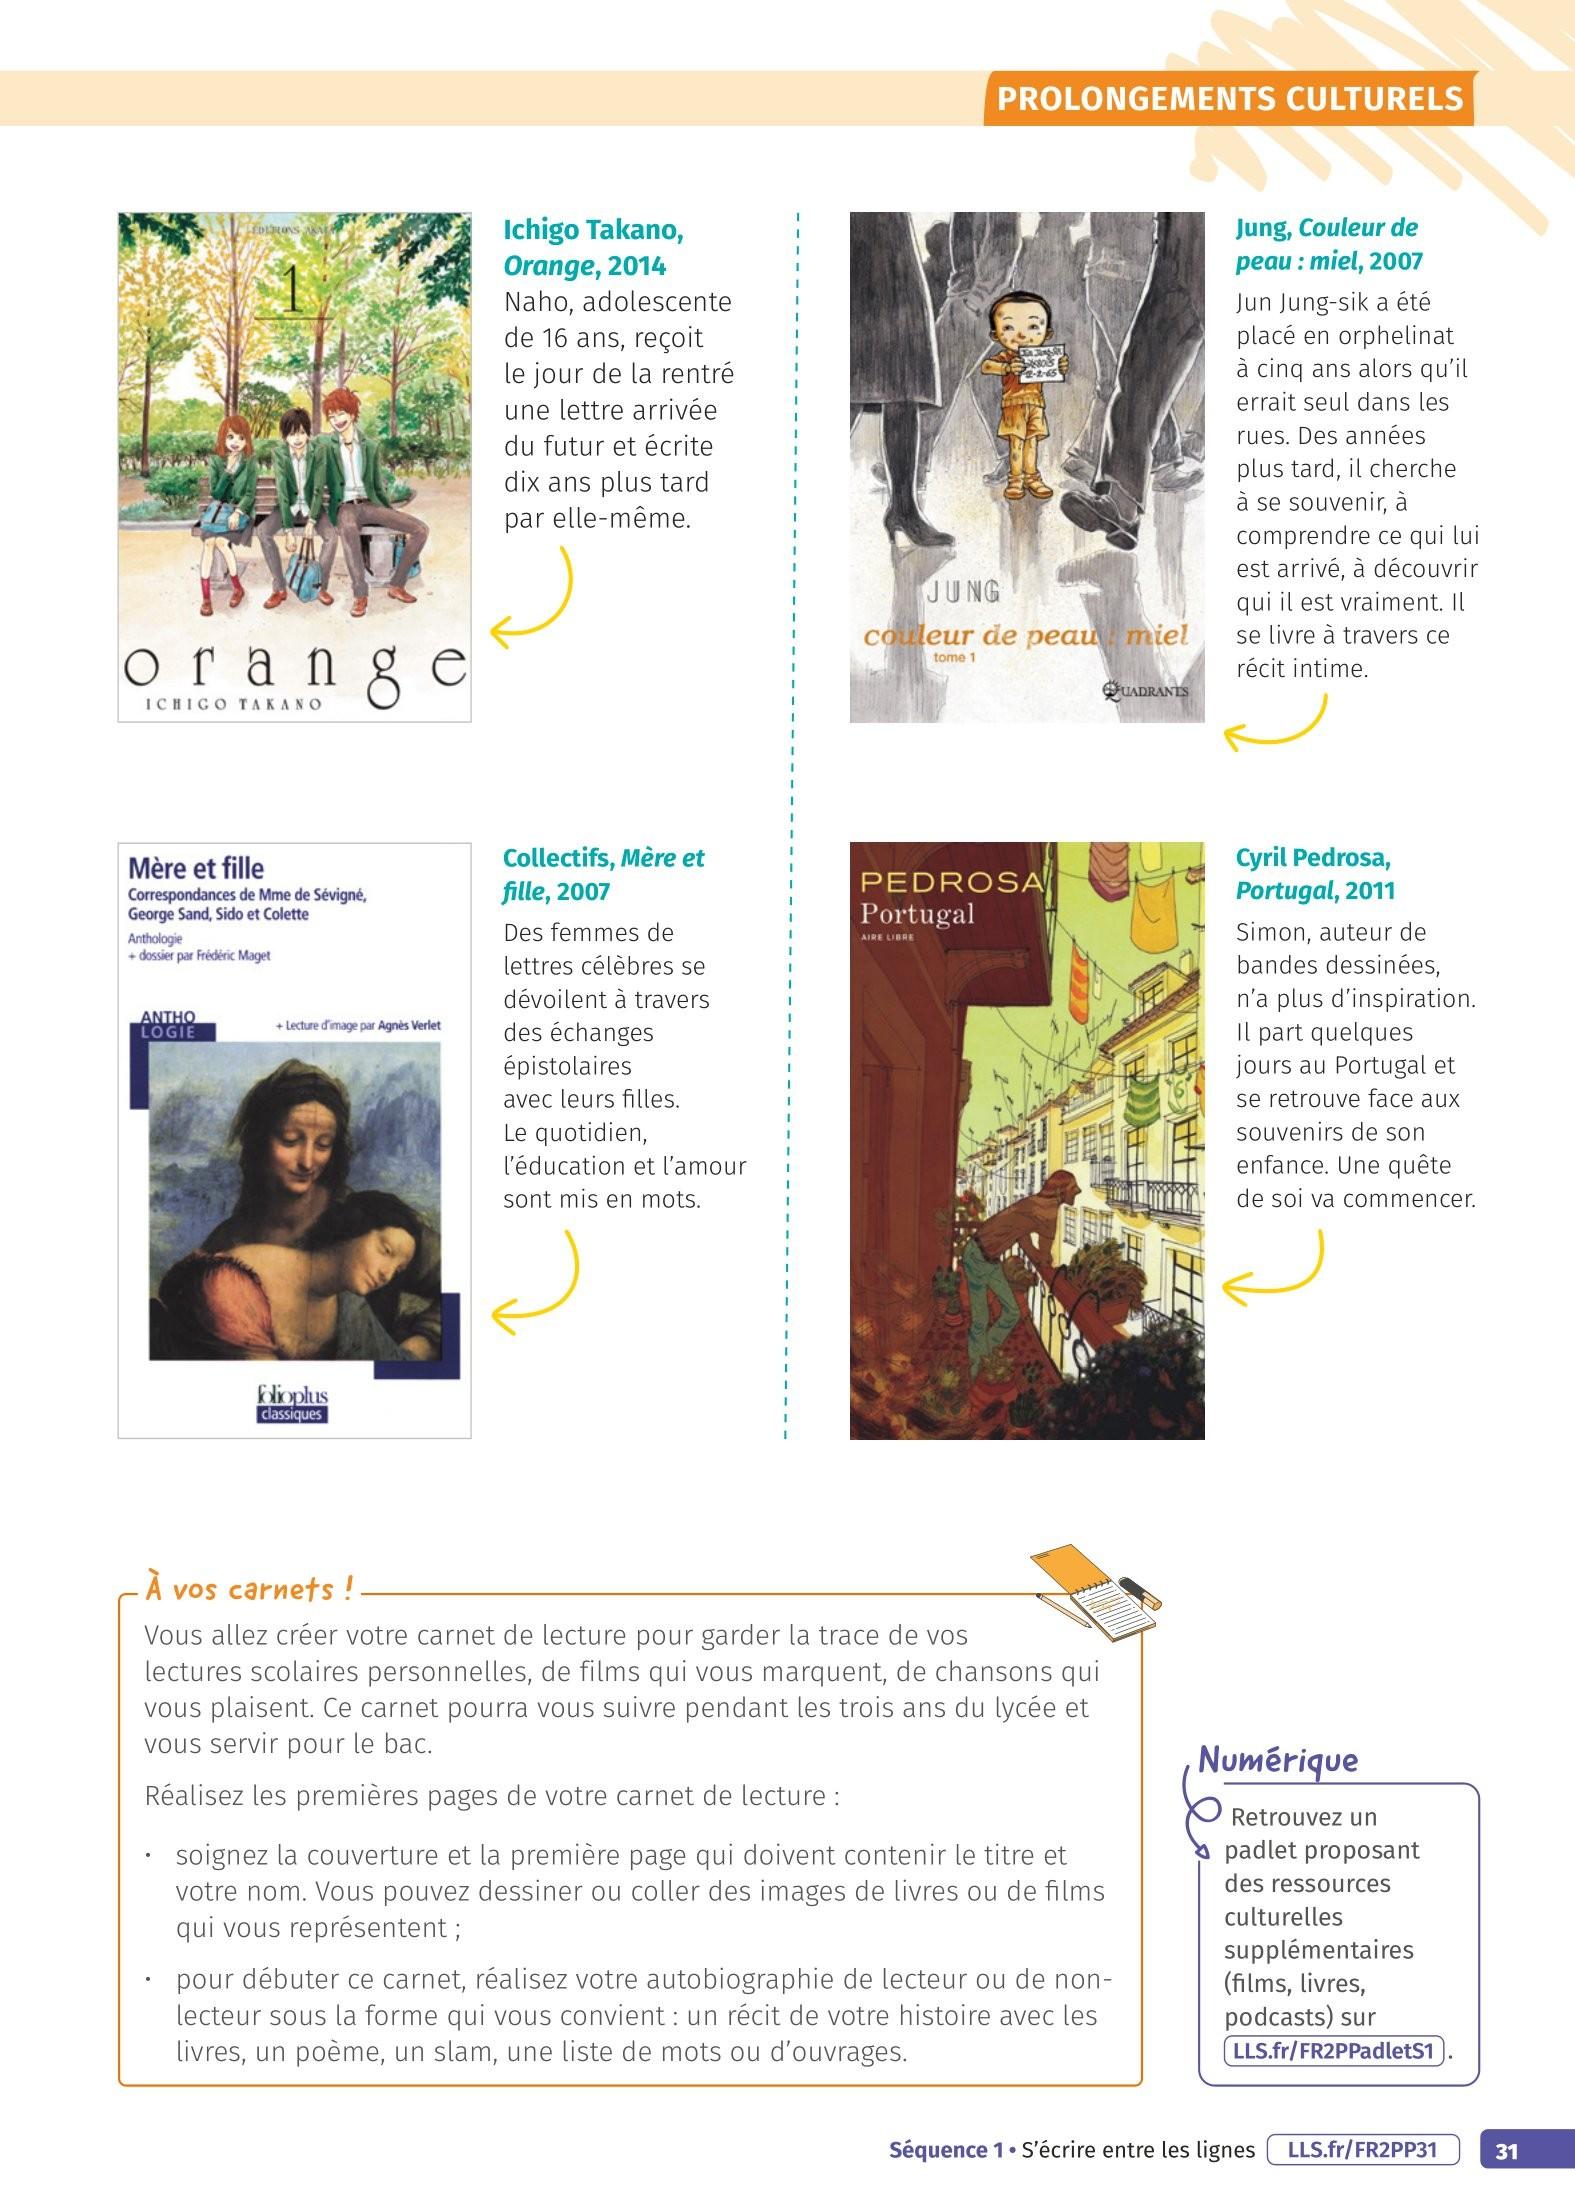 PROLONGEMENTS CULTURELS
ÉDITIONS AKATA
1
orange
ICHIGO TAKANO
Ichigo Takano,
Orange, 2014
Naho, adolescente
de 16 ans, reçoit
le jour de la rentré
une lettre arrivée
du futur et écrite
dix ans plus tard
par elle-même.
JUNG
couleur de peau : miel
tome 1
QUADRANTS
Jung, Couleur de
peau : miel, 2007
Jun Jung-sik a été
placé en orphelinat
à cinq ans alors qu’il
errait seul dans les
rues. Des années
plus tard, il cherche
à se souvenir, à
comprendre ce qui lui
est arrivé, à découvrir
qui il est vraiment. Il
se livre à travers ce
récit intime.
Mère et fille
Correspondances de Mme de Sévigné,
George Sand, Sido et Colette
Anthologie
+ dossier par Frédéric Maget
ANTHO
LOGIE
+ Lecture d’image par Agnès Verlet
folioplus
classiques
Collectifs, Mère et
fille, 2007
Des femmes de
lettres célèbres se
dévoilent à travers
des échanges
épistolaires
avec leurs filles.
Le quotidien,
l’éducation et l’amour
sont mis en mots.
PEDROSA
Portugal
AIRE LIBRE
Cyril Pedrosa,
Portugal, 2011
Simon, auteur de
bandes dessinées,
n’a plus d’inspiration.
Il part quelques
jours au Portugal et
se retrouve face aux
souvenirs de son
enfance. Une quête
de soi va commencer.
À vos carnets !
Vous allez créer votre carnet de lecture pour garder la trace de vos
lectures scolaires personnelles, de films qui vous marquent, de chansons qui
vous plaisent. Ce carnet pourra vous suivre pendant les trois ans du lycée et
vous servir pour le bac.
Réalisez les premières pages de votre carnet de lecture :
• soignez la couverture et la première page qui doivent contenir le titre et
votre nom. Vous pouvez dessiner ou coller des images de livres ou de films
qui vous représentent ;
• pour débuter ce carnet, réalisez votre autobiographie de lecteur ou de non-
lecteur sous la forme qui vous convient : un récit de votre histoire avec les
livres, un poème, un slam, une liste de mots ou d’ouvrages.
Numérique
Retrouvez un
padlet proposant
des ressources
culturelles
supplémentaires
(films, livres,
podcasts) sur
LLS.fr/FR2PPadletS1 .
Séquence 1 • S’écrire entre les lignes LLS.fr/FR2PP31 31